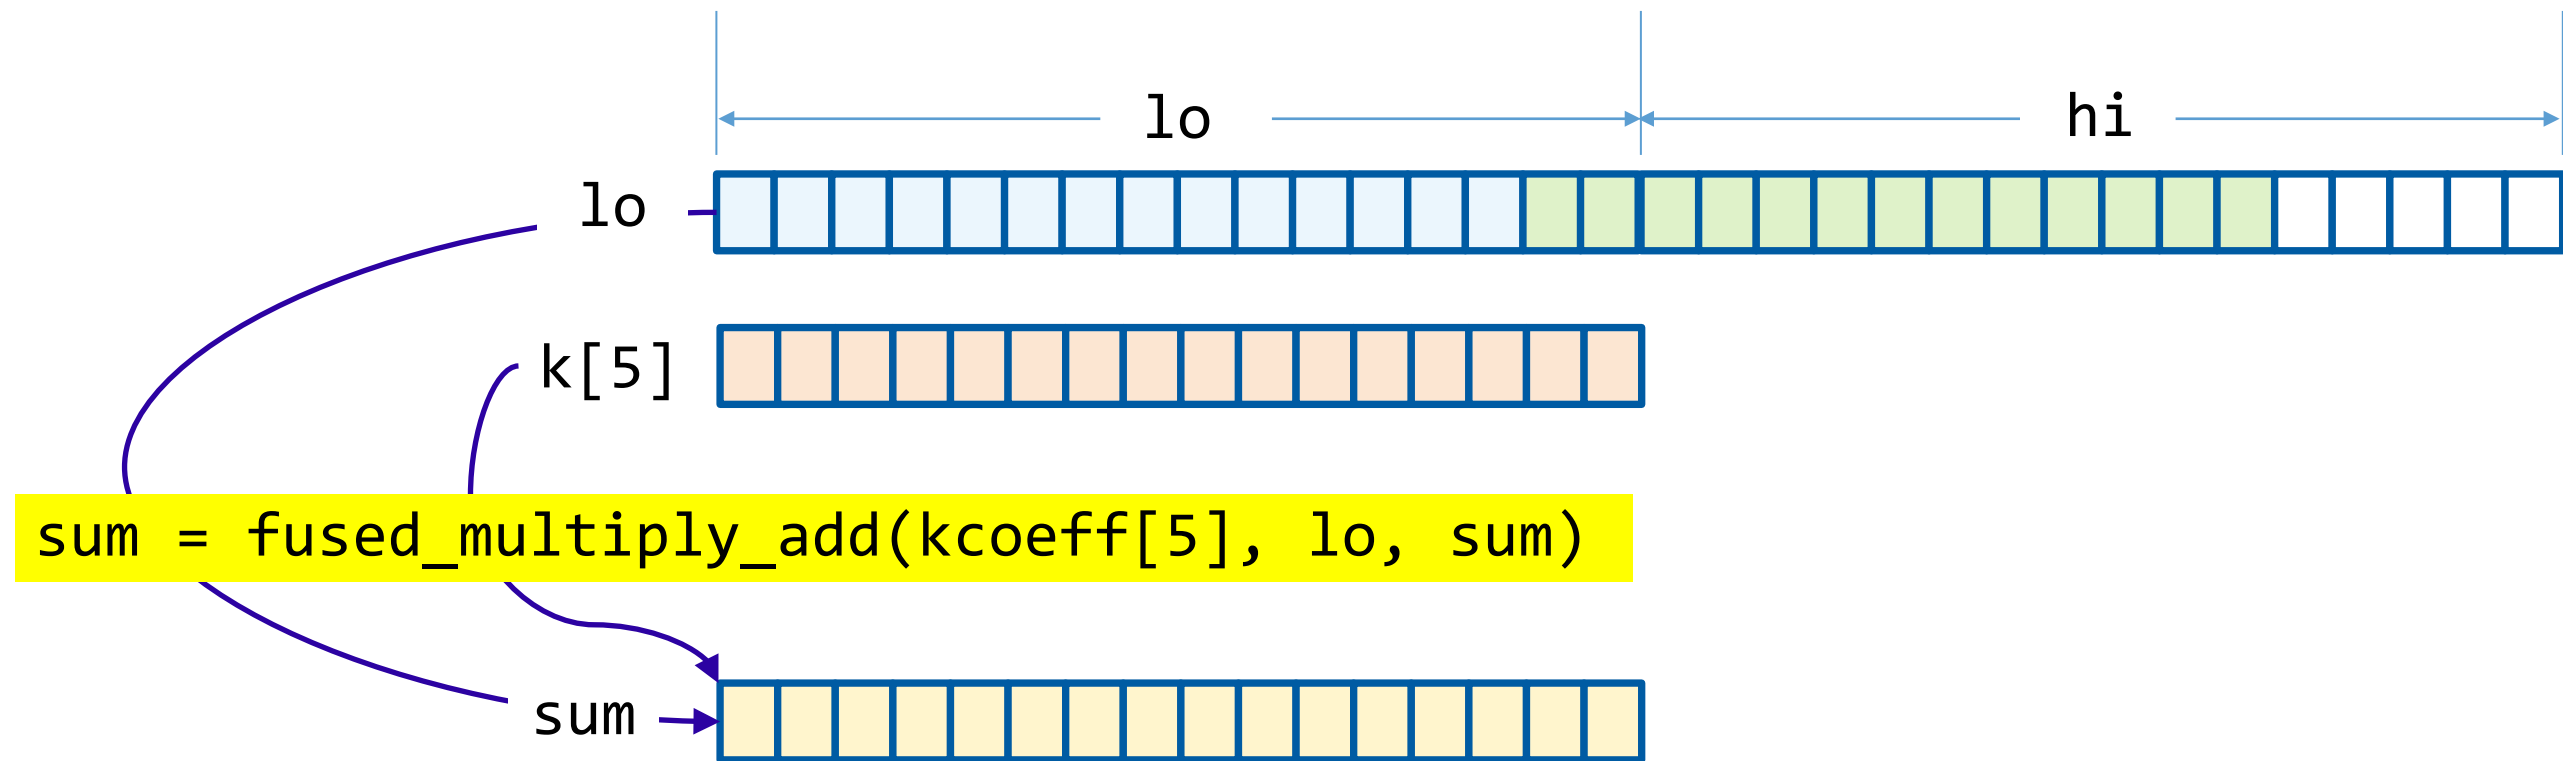 lo
hi
lo
k[5]
sum = fused_multiply_add(kcoeff[5], lo, sum)
sum